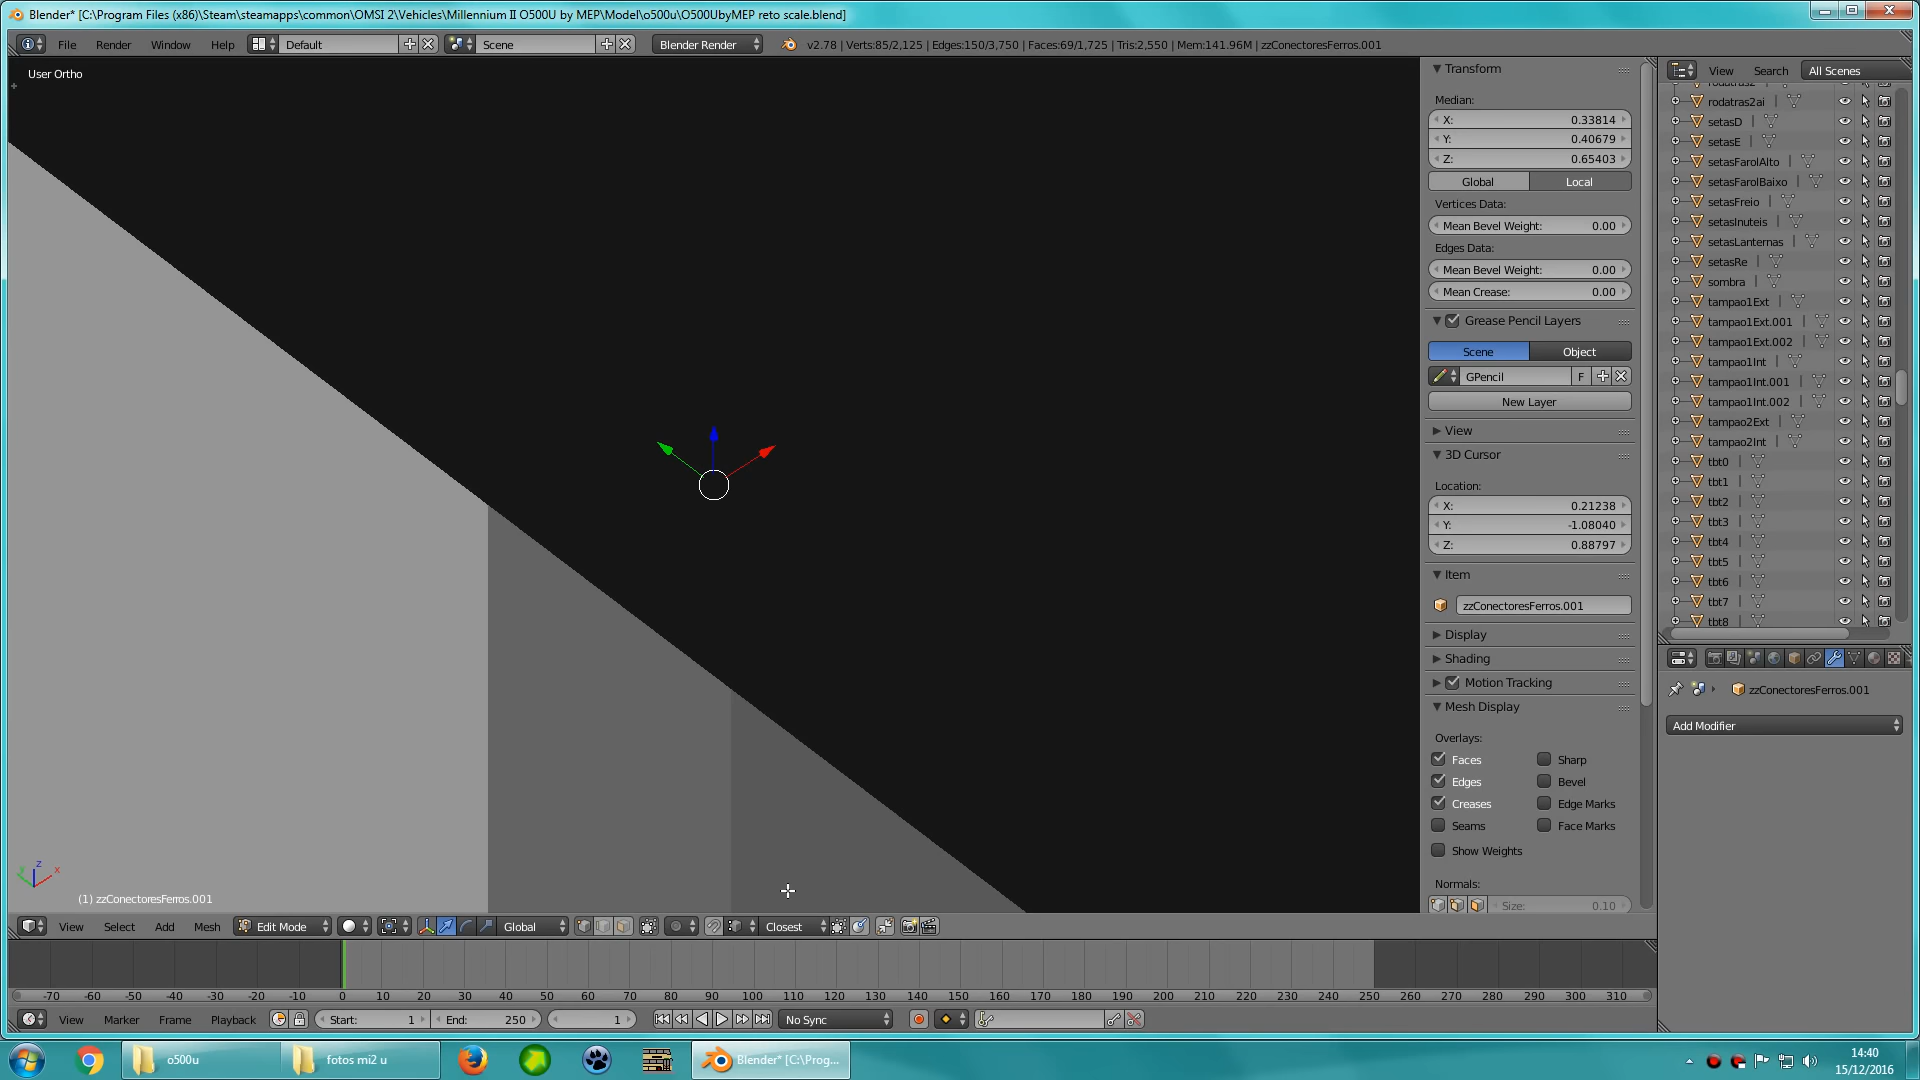 Blender* [C:\Program Files (x86)\Steam\steamapps\common\OMSI 2\Vehicles\Millennium II O500U by MEP\Model\o500u\O500UbyMEP reto scale.blend]
File Render Window Help Default Scene Blender Render v2.78 | Verts:85/2,125 | Edges:150/3,750 | Faces:69/1,725 | Tris:2,550 | Mem:141.96M | zzConectoresFerros.001
User Ortho
(1) zzConectoresFerros.001
z
x
Transform
Median:
X: 0.33814
Y: 0.40679
Z: 0.65403
Global Local
Vertices Data:
Mean Bevel Weight: 0.00
Edges Data:
Mean Bevel Weight: 0.00
Mean Crease: 0.00
Grease Pencil Layers
Scene Object
GPencil F
New Layer
View
3D Cursor
Location:
X: 0.21238
Y: -1.08040
Z: 0.88797
Item
zzConectoresFerros.001
Display
Shading
Motion Tracking
Mesh Display
Overlays:
Faces Sharp
Edges Bevel
Creases Edge Marks
Seams Face Marks
Show Weights
Normals:
Size: 0.10
View Search All Scenes
rodatras2
rodatras2ai
setasD
setasE
setasFarolAlto
setasFarolBaixo
setasFreio
setasInuteis
setasLanternas
setasRe
sombra
tampao1Ext
tampao1Ext.001
tampao1Ext.002
tampao1Int
tampao1Int.001
tampao1Int.002
tampao2Ext
tampao2Int
tbt0
tbt1
tbt2
tbt3
tbt4
tbt5
tbt6
tbt7
tbt8
zzConectoresFerros.001
Add Modifier
View Select Add Mesh Edit Mode Global Closest
-70 -60 -50 -40 -30 -20 -10 0 10 20 30 40 50 60 70 80 90 100 110 120 130 140 150 160 170 180 190 200 210 220 230 240 250 260 270 280 290 300 310
View Marker Frame Playback Start: 1 End: 250 1 No Sync
o500u fotos mi2 u Blender* [C:\Prog...
14:40
15/12/2016